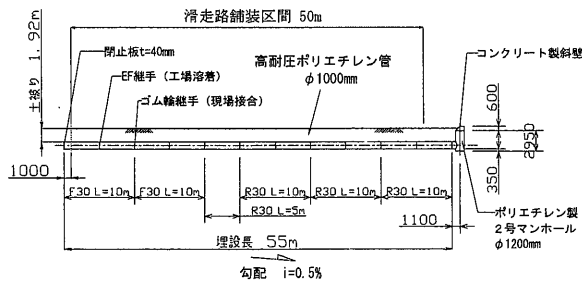 滑走路舗装区間 50m
土被り 1.92m
閉止板t=40mm
EF継手(工場溶着)
ゴム輪継手(現場接合)
高耐圧ポリエチレン管
φ1000mm
コンクリート製斜壁
600
2950
350
1000
F30 L=10m
F30 L=10m
R30 L=10m
R30 L=10m
R30 L=10m
R30 L=5m
1100
ポリエチレン製
2号マンホール
φ1200mm
埋設長 55m
勾配 i=0.5%